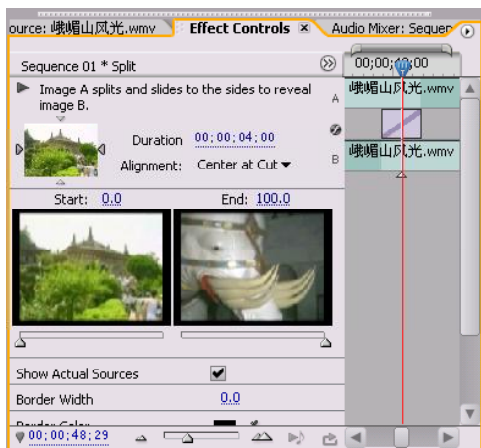 ource: 峨嵋山风光.wmv
Effect Controls
Audio Mixer: Sequen
Sequence 01 * Split
00;00;48;00
Image A splits and slides to the sides to reveal
image B.
A
峨嵋山风光.wmv
Duration 00;00;04;00
Alignment: Center at Cut
B
峨嵋山风光.wmv
Start: 0.0
End: 100.0
Show Actual Sources
Border Width 0.0
Border Color
00;00;48;29